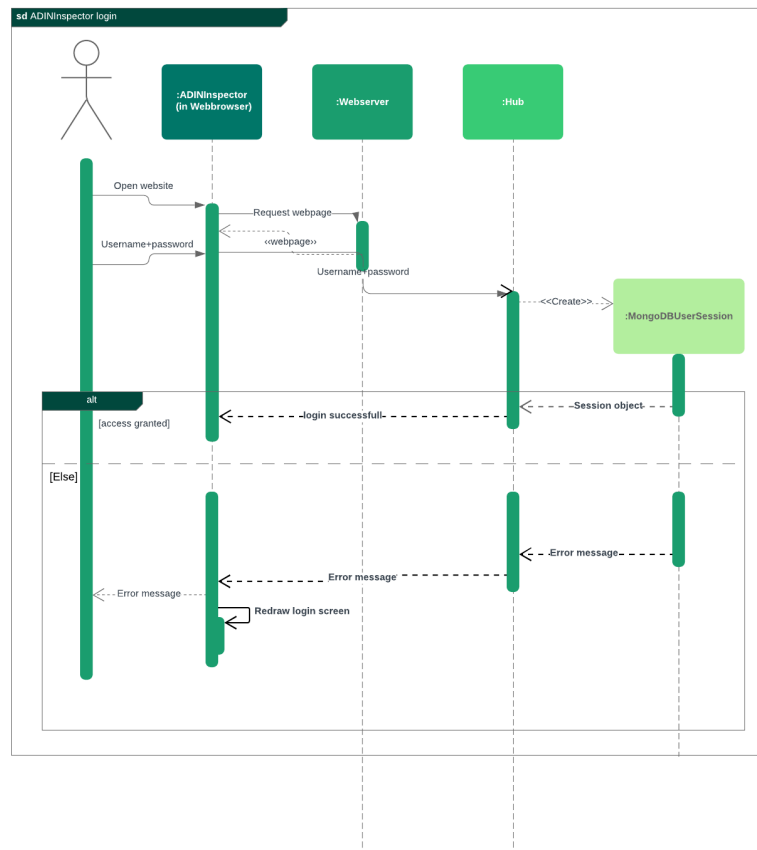 sd ADINInspector login
:ADINInspector
(in Webbrowser)
:Webserver
:Hub
Open website
Request webpage
‹‹webpage››
Username+password
Username+password
<<Create>>
:MongoDBUserSession
alt
[access granted]
Session object
login successfull
[Else]
Error message
Error message
Error message
Redraw login screen